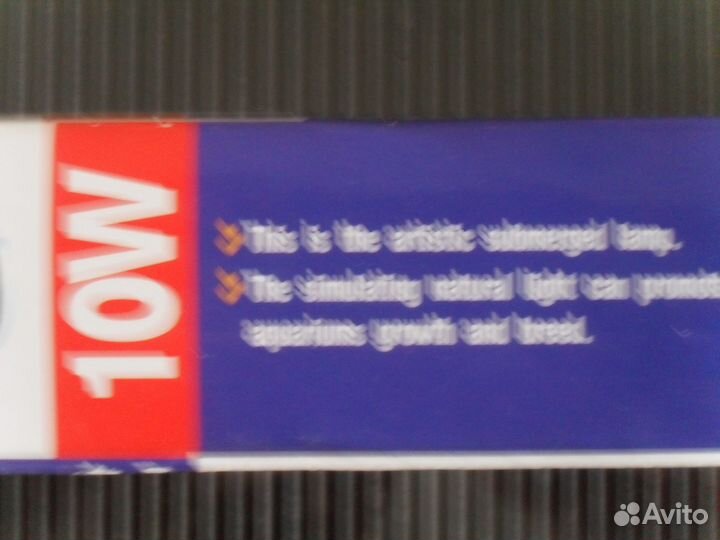 10W
This is the artistic submerged lamp.
The simulating natural light can
aquariums growth and breed.
Avito